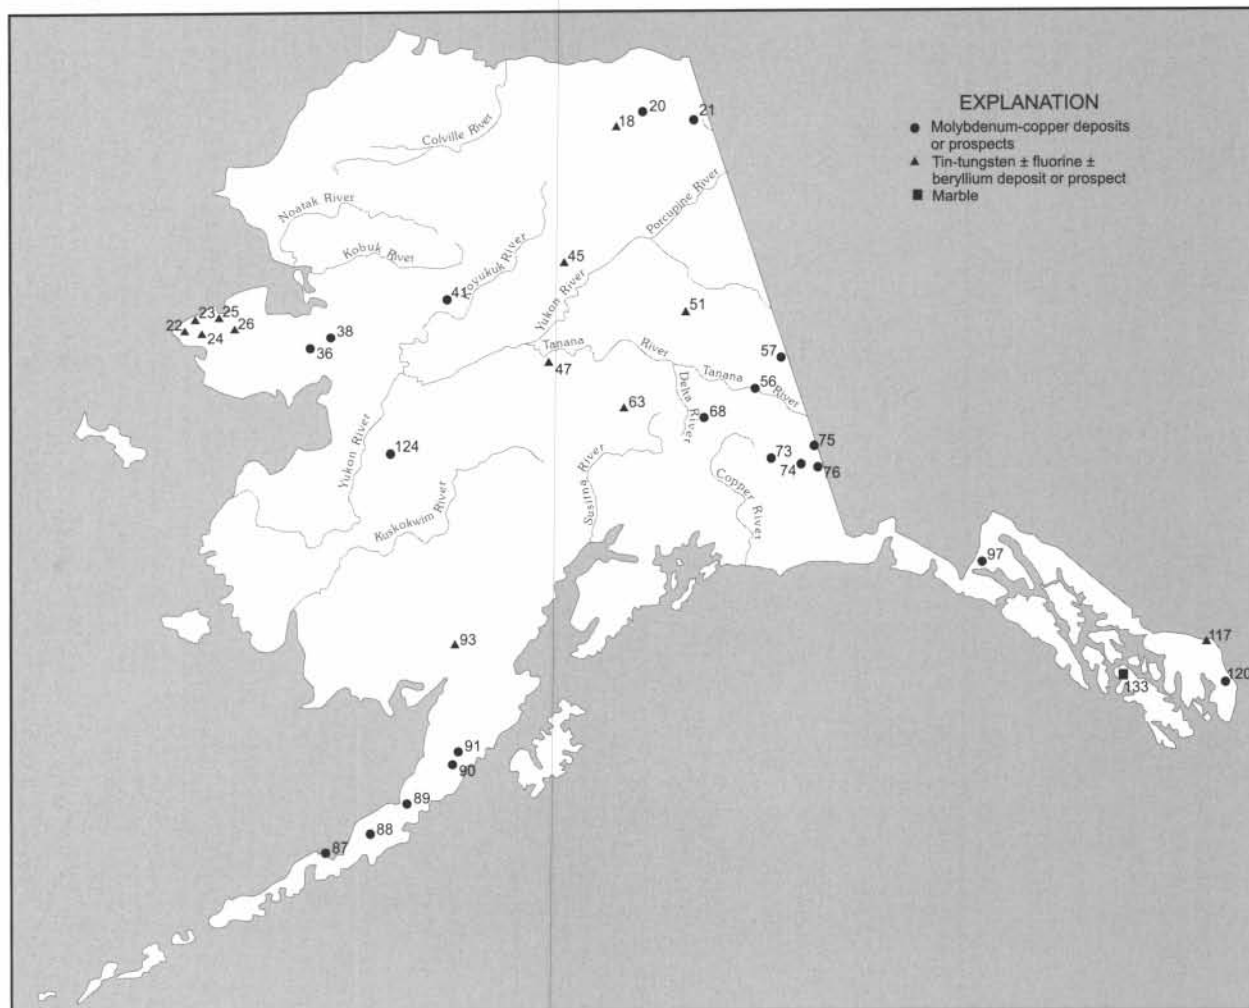 EXPLANATION
Molybdenum-copper deposits
or prospects
Tin-tungsten ± fluorine ±
beryllium deposit or prospect
Marble
20
21
18
Colville River
Porcupine River
Noatak River
Kobuk River
Koyukuk River
45
41
51
23
25
22
24
26
38
36
Yukon River
Tanana
River
47
57
Tanana
56
River
63
Delta River
68
75
124
73
74
76
Yukon River
Susitna River
Copper River
Kuskokwim River
97
93
117
120
133
91
90
89
88
87